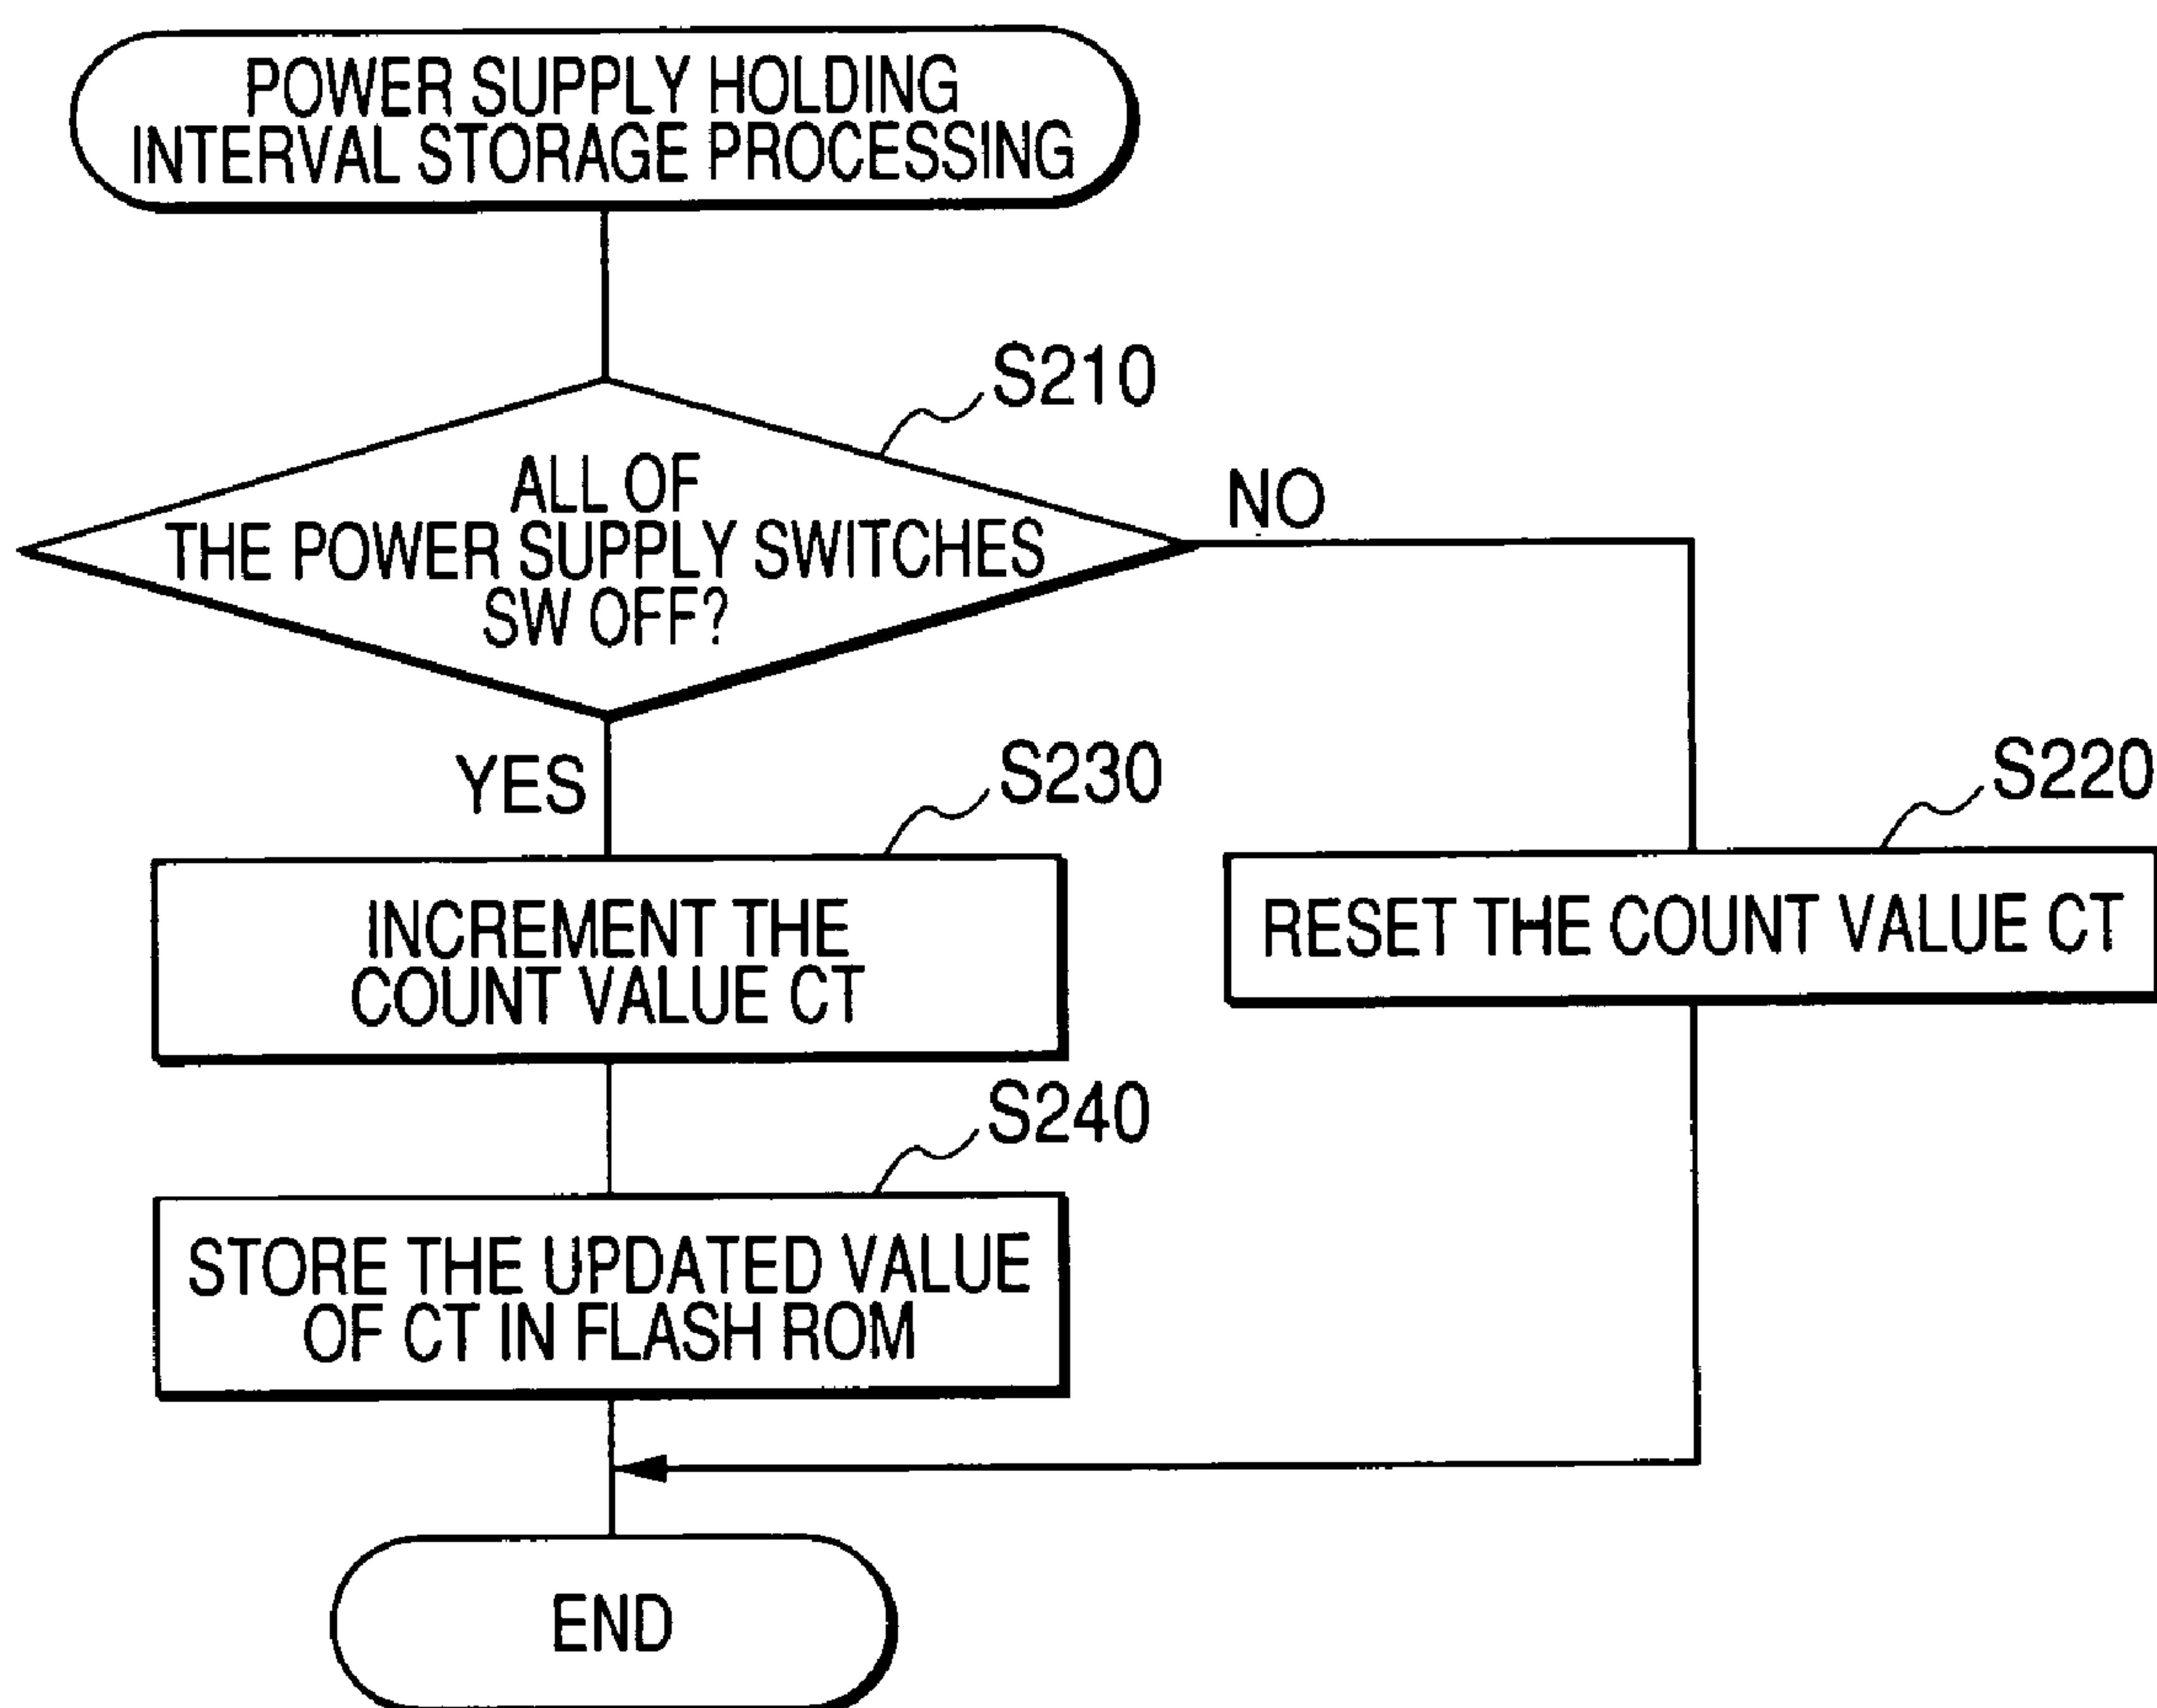 POWER SUPPLY HOLDING
INTERVAL STORAGE PROCESSING
S210
ALL OF
THE POWER SUPPLY SWITCHES
SW OFF?
NO
YES
S230
S220
INCREMENT THE
COUNT VALUE CT
RESET THE COUNT VALUE CT
S240
STORE THE UPDATED VALUE
OF CT IN FLASH ROM
END